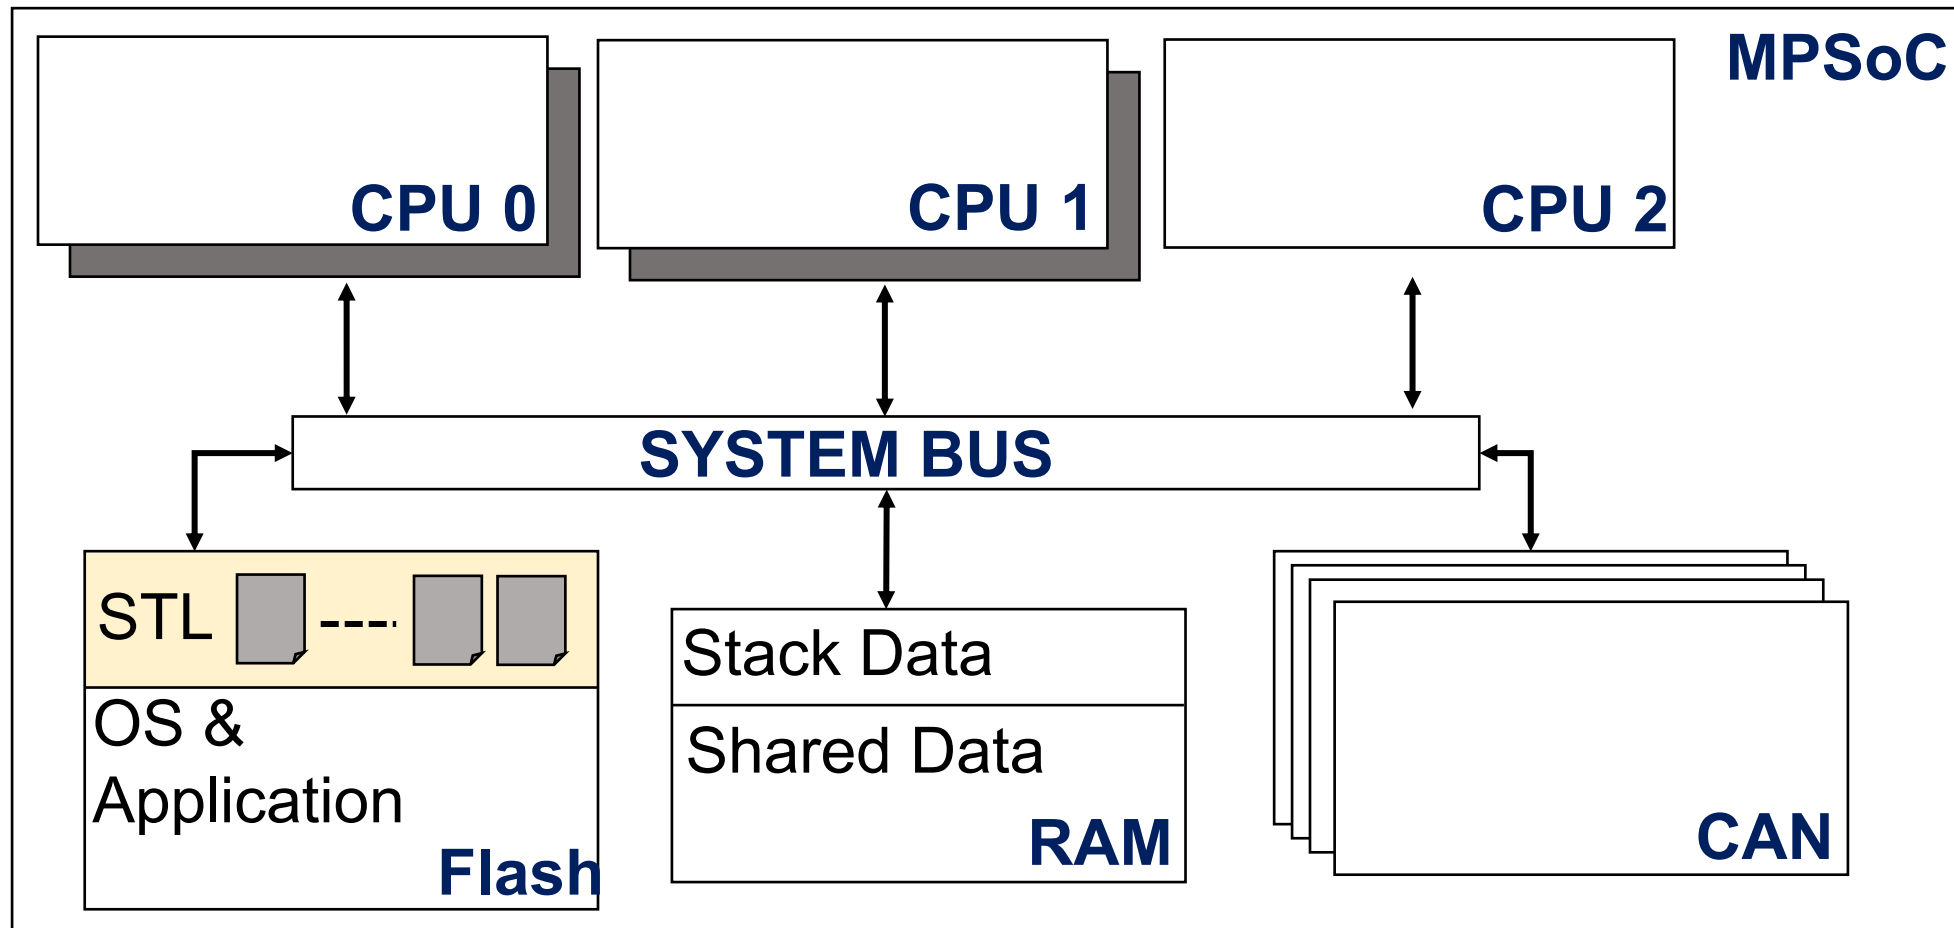 MPSoC
CPU 0
CPU 1
CPU 2
SYSTEM BUS
STL
OS &
Application
Flash
Stack Data
Shared Data
RAM
CAN